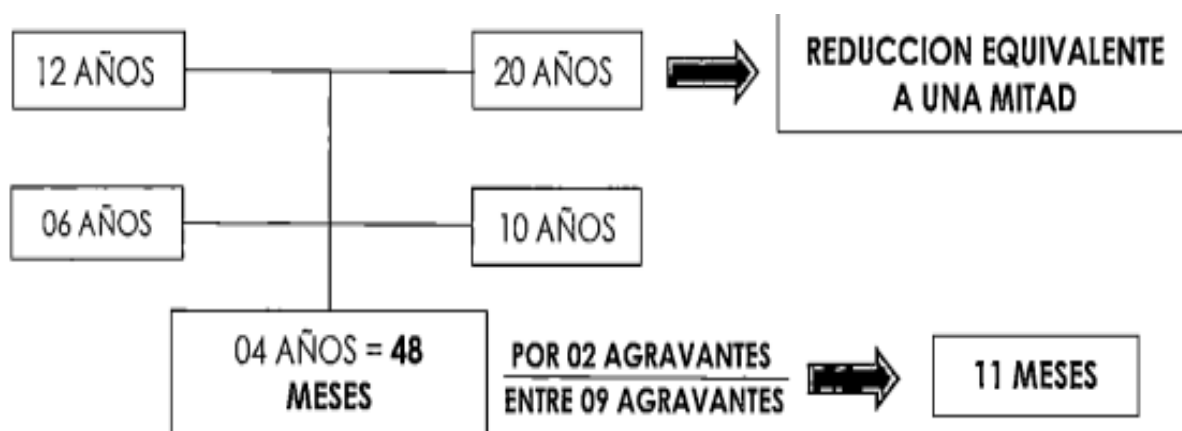 12 AÑOS
20 AÑOS
REDUCCION EQUIVALENTE
A UNA MITAD
06 AÑOS
10 AÑOS
04 AÑOS = 48
MESES
POR 02 AGRAVANTES
ENTRE 09 AGRAVANTES
11 MESES